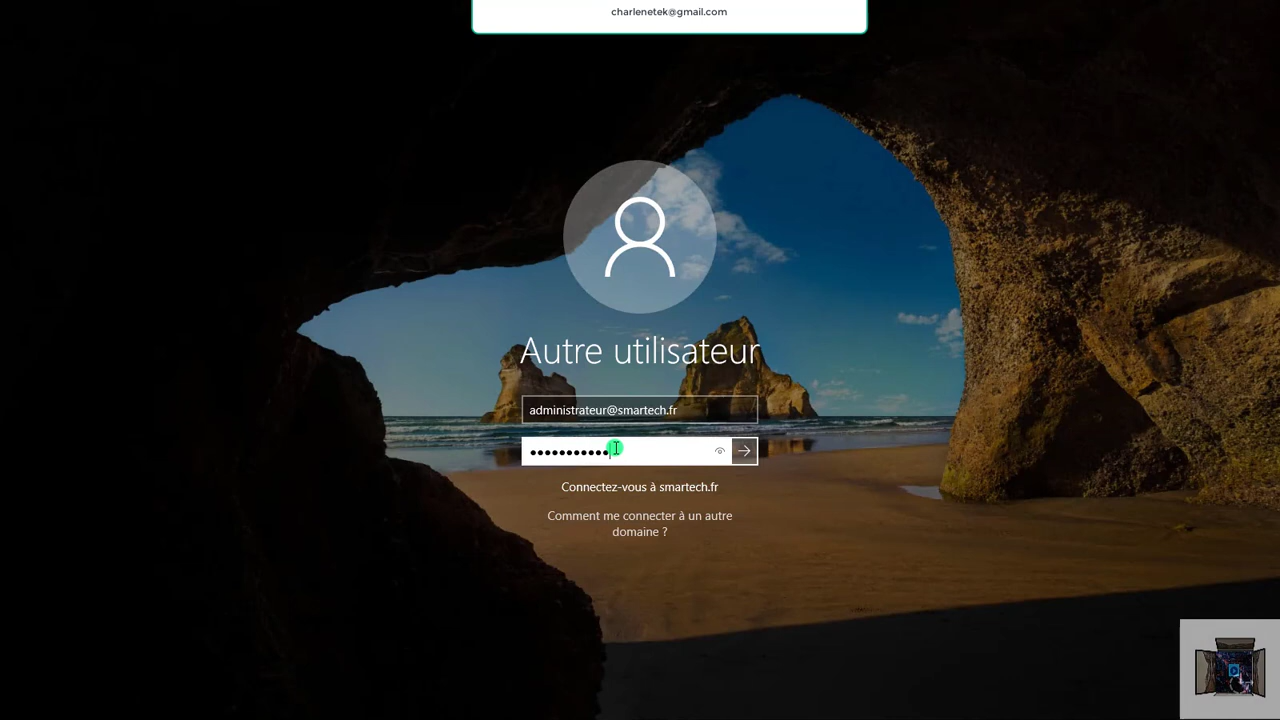 charlenetek@gmail.com
Autre utilisateur
administrateur@smartech.fr
●●●●●●●●●●●
Connectez-vous à smartech.fr
Comment me connecter à un autre
domaine ?